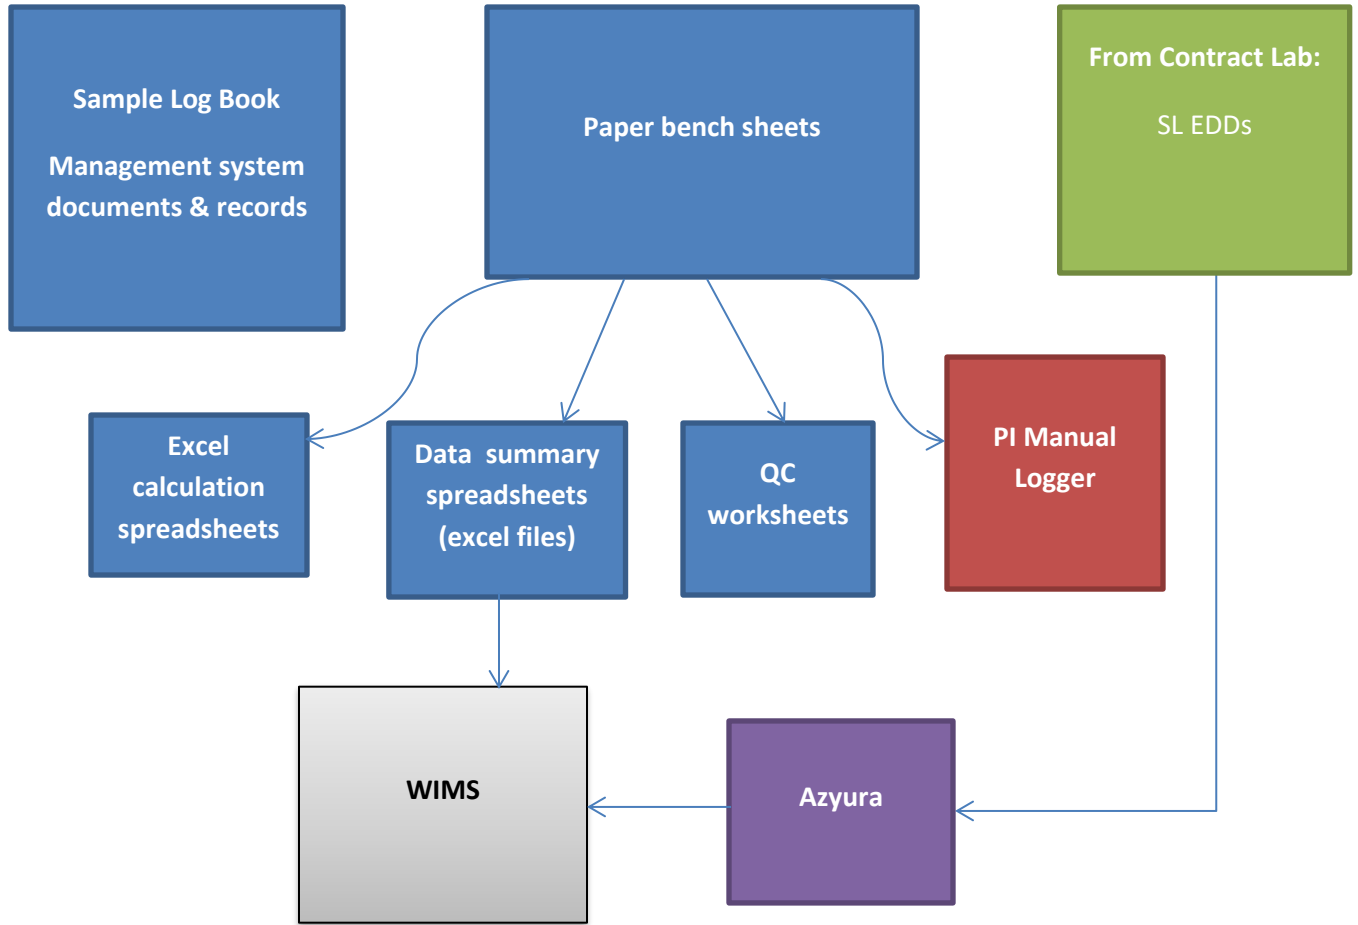 Sample Log Book
Management system
documents & records
Paper bench sheets
From Contract Lab:
SL EDDs
Excel
calculation
spreadsheets
Data summary
spreadsheets
(excel files)
QC
worksheets
PI Manual
Logger
WIMS
Azyura